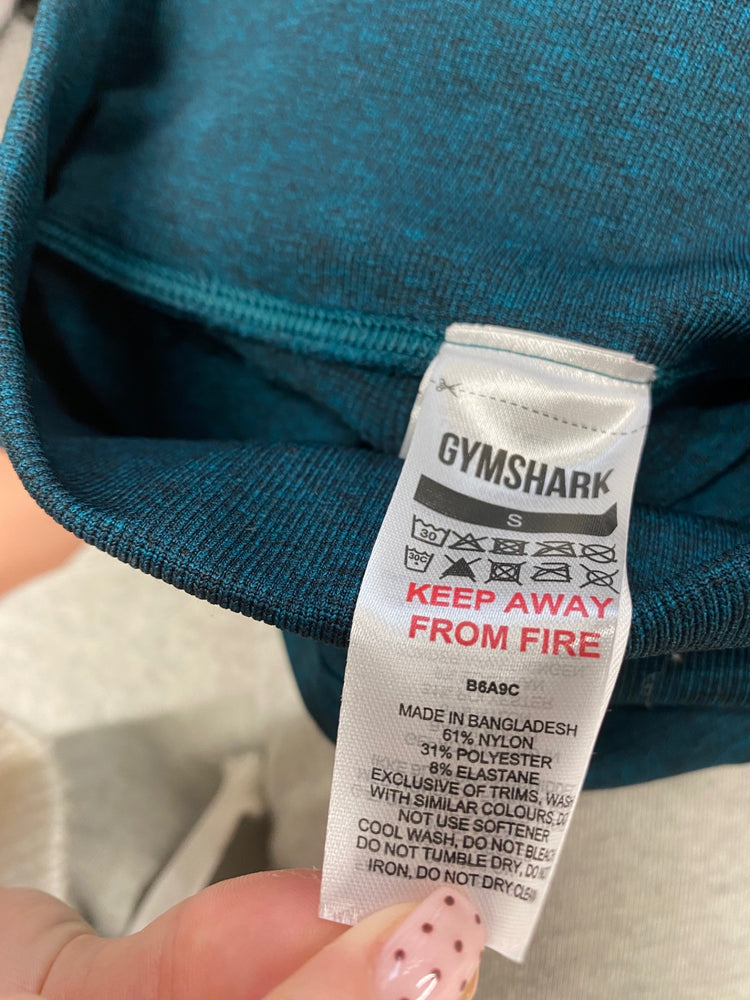 GYMSHARK
S
30
30C
KEEP AWAY
FROM FIRE
B6A9C
MADE IN BANGLADESH
61% NYLON
31% POLYESTER
8% ELASTANE
EXCLUSIVE OF TRIMS, WASH
WITH SIMILAR COLOURS, DO
NOT USE SOFTENER
COOL WASH, DO NOT BLEACH
DO NOT TUMBLE DRY, DO NOT
IRON, DO NOT DRY CLEAN